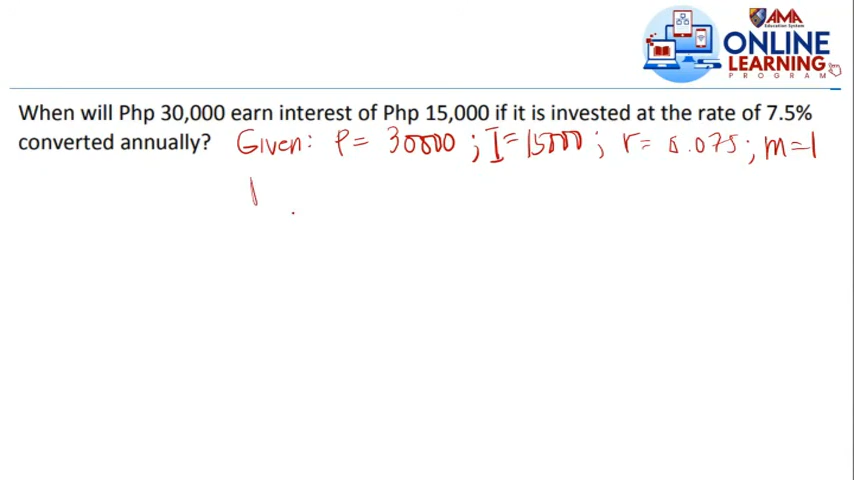 AMA
Education System
ONLINE
LEARNING
PROGRAM
When will Php 30,000 earn interest of Php 15,000 if it is invested at the rate of 7.5%
converted annually? Given: P = 30000 ; I = 15000 ; r = 0.075 ; m = 1